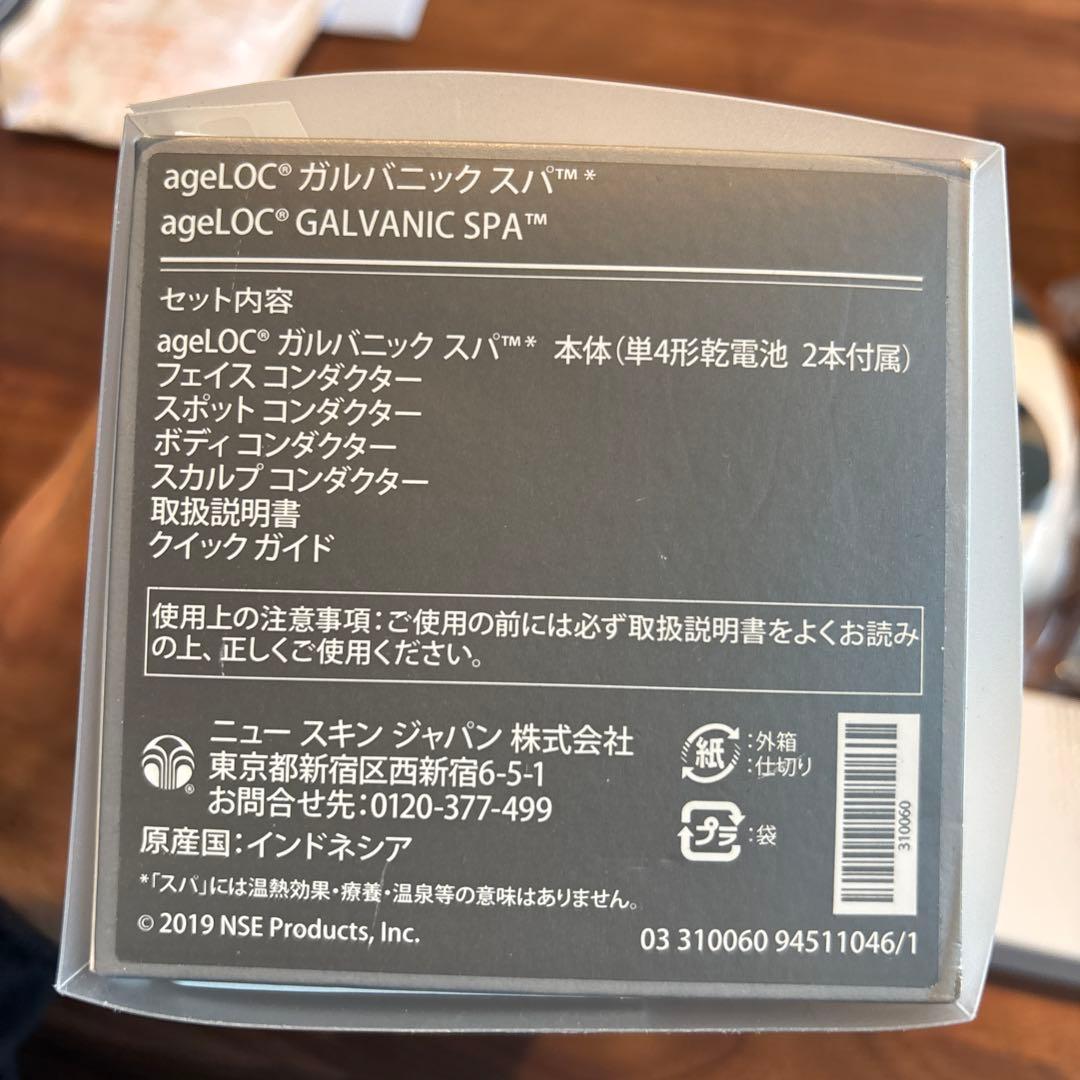 ageLOC® ガルバニック スパ™*
ageLOC® GALVANIC SPA™
セット内容
ageLOC® ガルバニック スパ™* 本体(単4形乾電池 2本付属)
フェイス コンダクター
スポット コンダクター
ボディ コンダクター
スカルプ コンダクター
取扱説明書
クイック ガイド
使用上の注意事項:ご使用の前には必ず取扱説明書をよくお読み
の上、正しくご使用ください。
ニュー スキン ジャパン 株式会社
東京都新宿区西新宿6-5-1
お問合せ先:0120-377-499
原産国:インドネシア
*「スパ」には温熱効果・療養・温泉等の意味はありません。
© 2019 NSE Products, Inc.
紙
:外箱
:仕切り
プラ
:袋
310060
03 310060 94511046/1